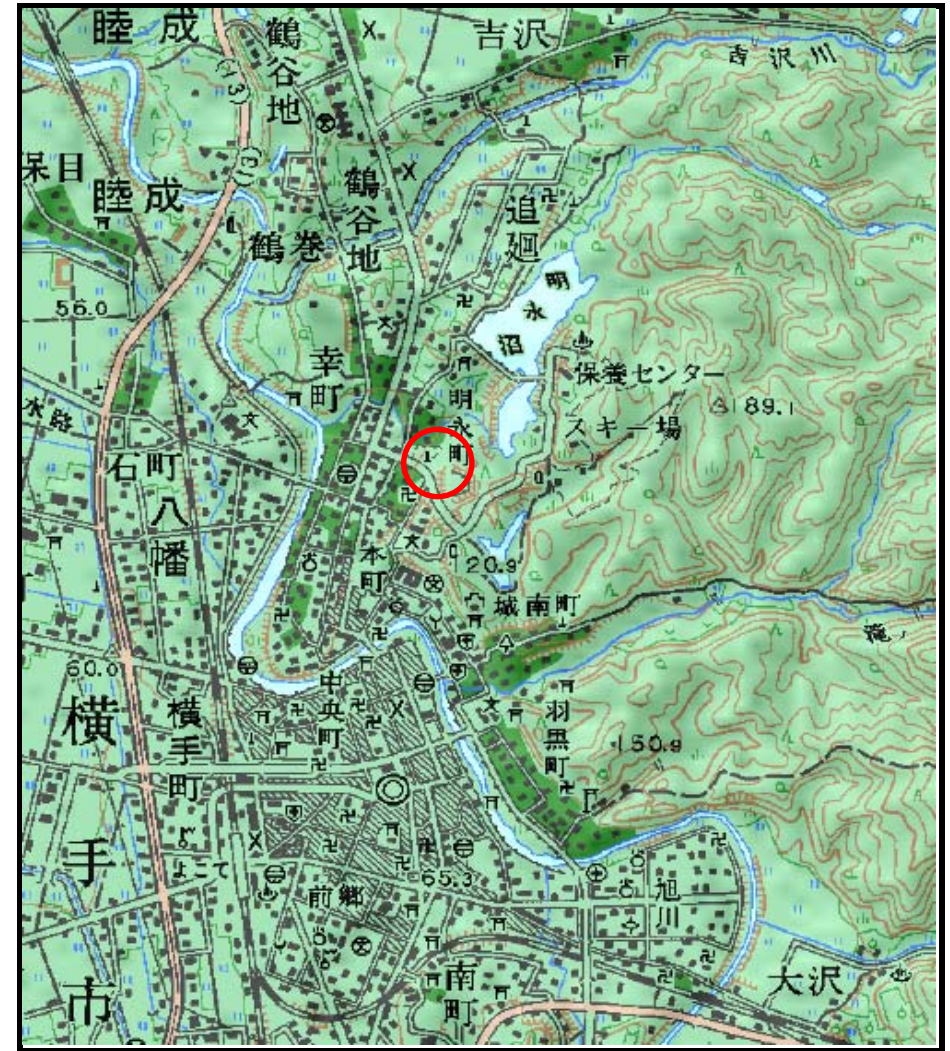 睦成
鶴谷地
吉沢
吉沢川
(13)
保目
睦成
鶴谷地
追廻
鶴巻
明永沼
56.0
幸町
明永町
保養センター
189.1
スキー場
水路
石町
八幡
本町
120.9
城南町
滝ノ
60.0
中央町
横手町
羽黒町
150.9
横手市
よこて
65.3
前郷
旭川
南町
大沢